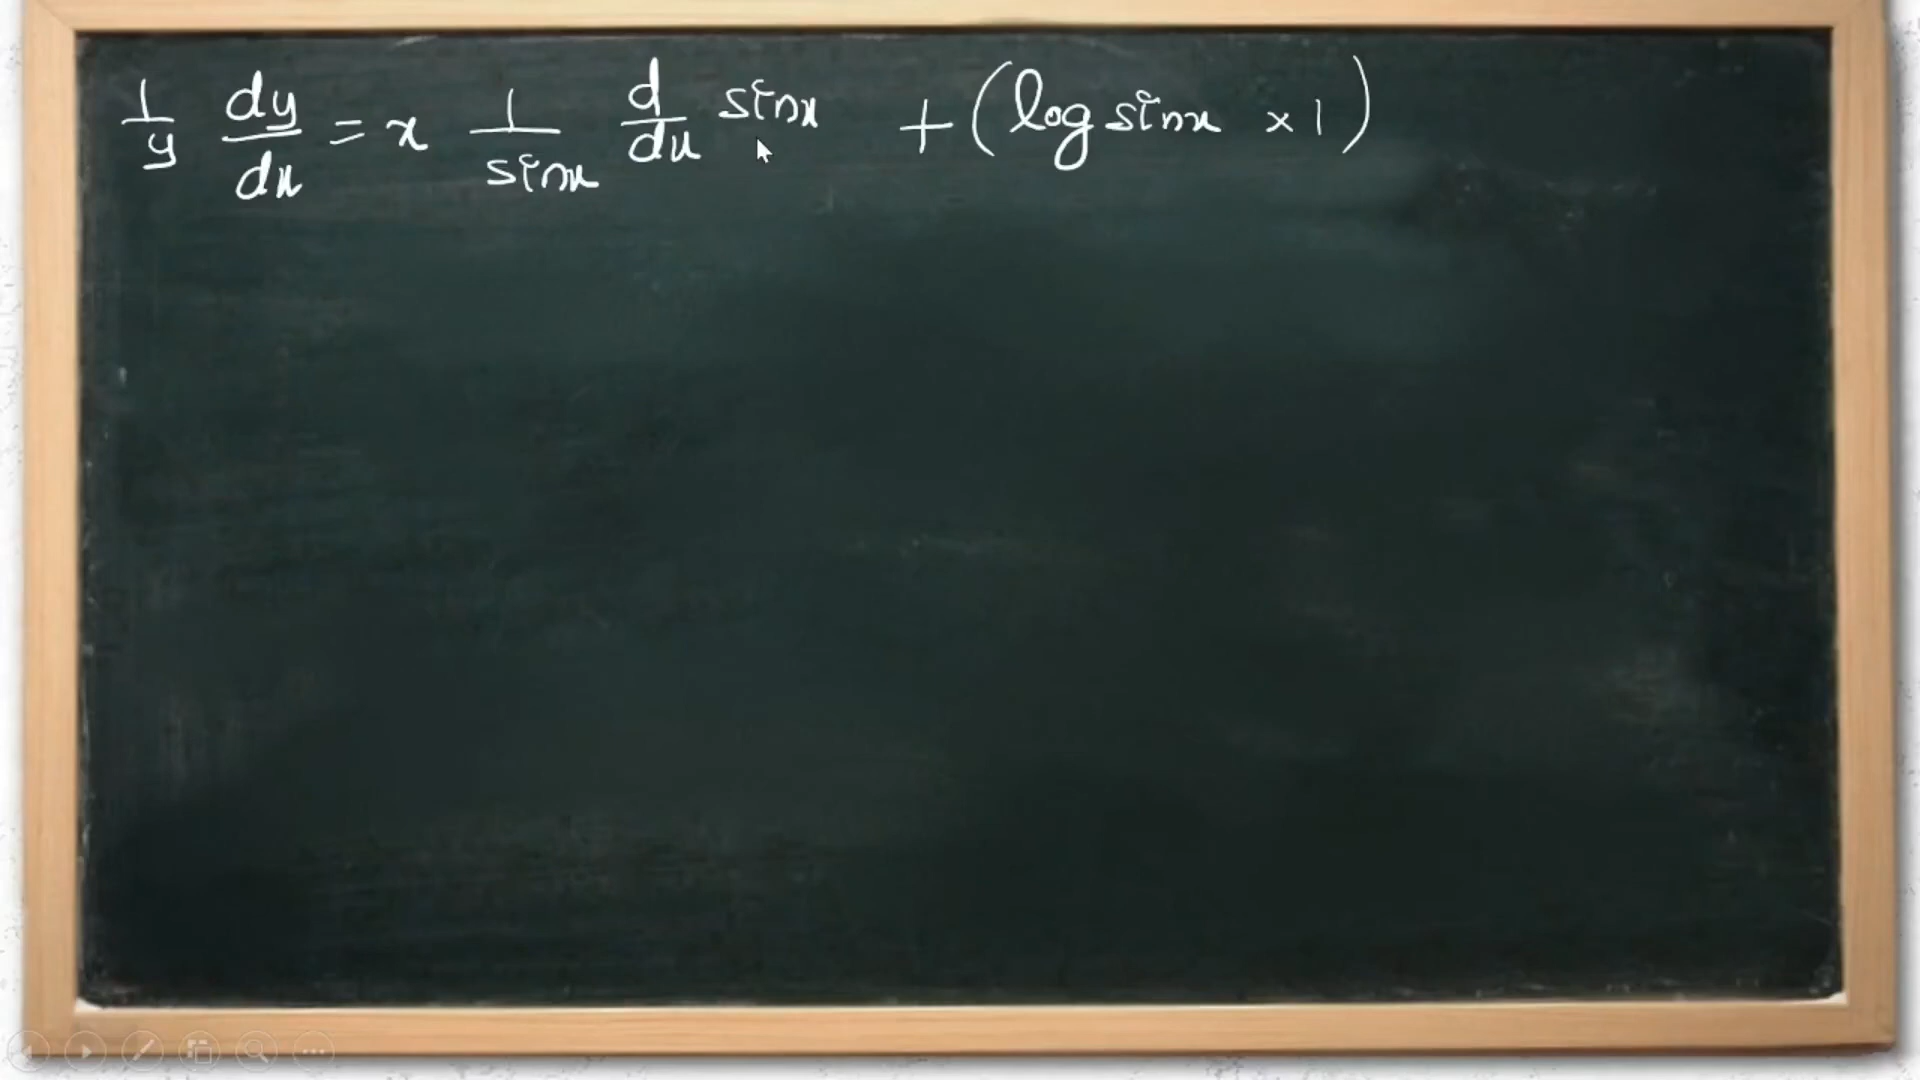 1/y dy/dx = x 1/sinx d/dx sinx + (log sinx × 1)